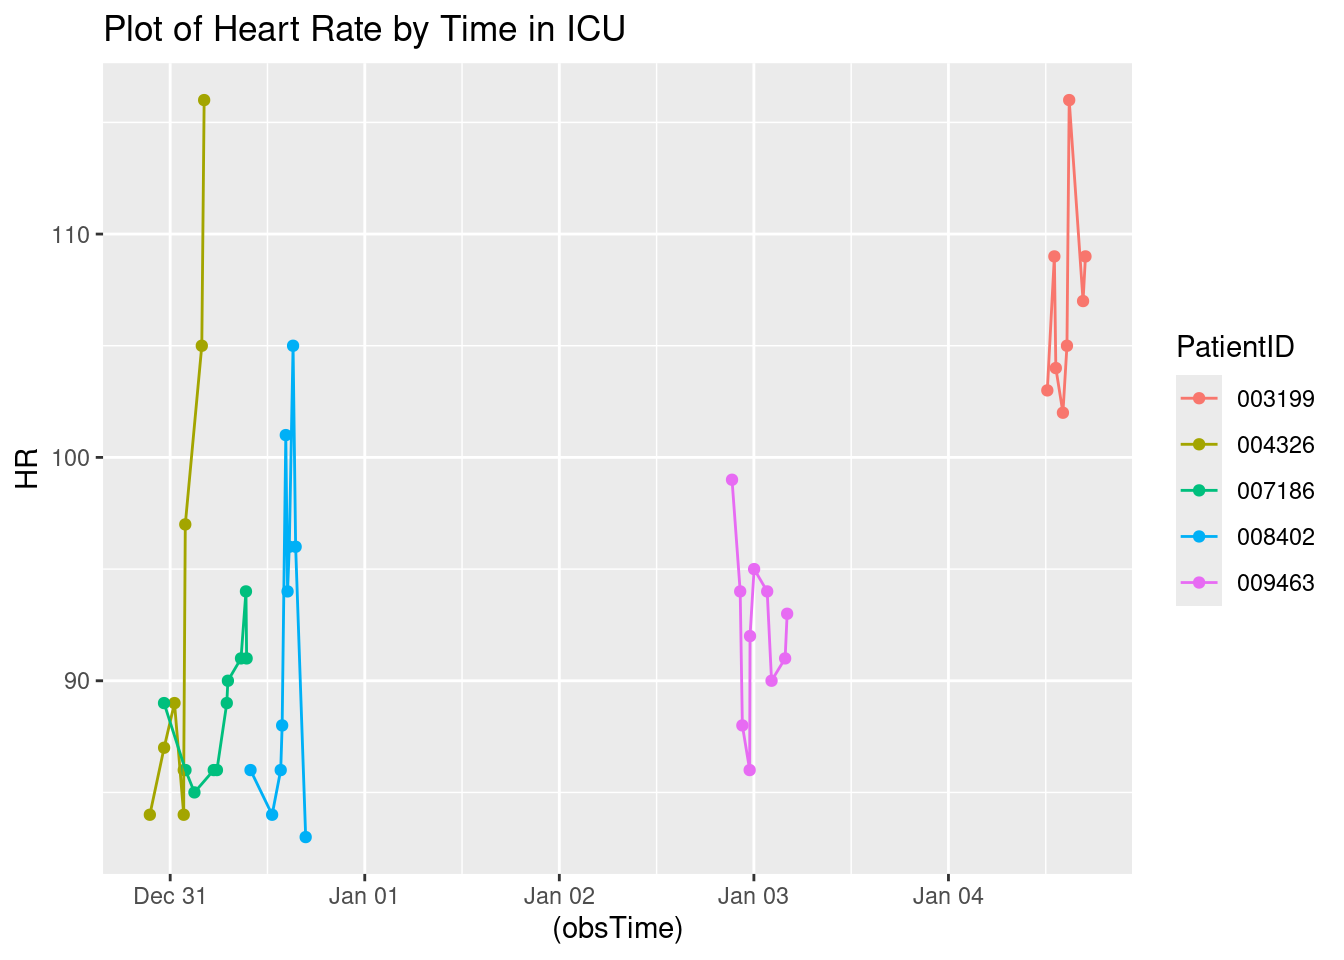 Plot of Heart Rate by Time in ICU
HR
110
100
90
Dec 31 Jan 01 Jan 02 Jan 03 Jan 04
(obsTime)
PatientID
003199
004326
007186
008402
009463